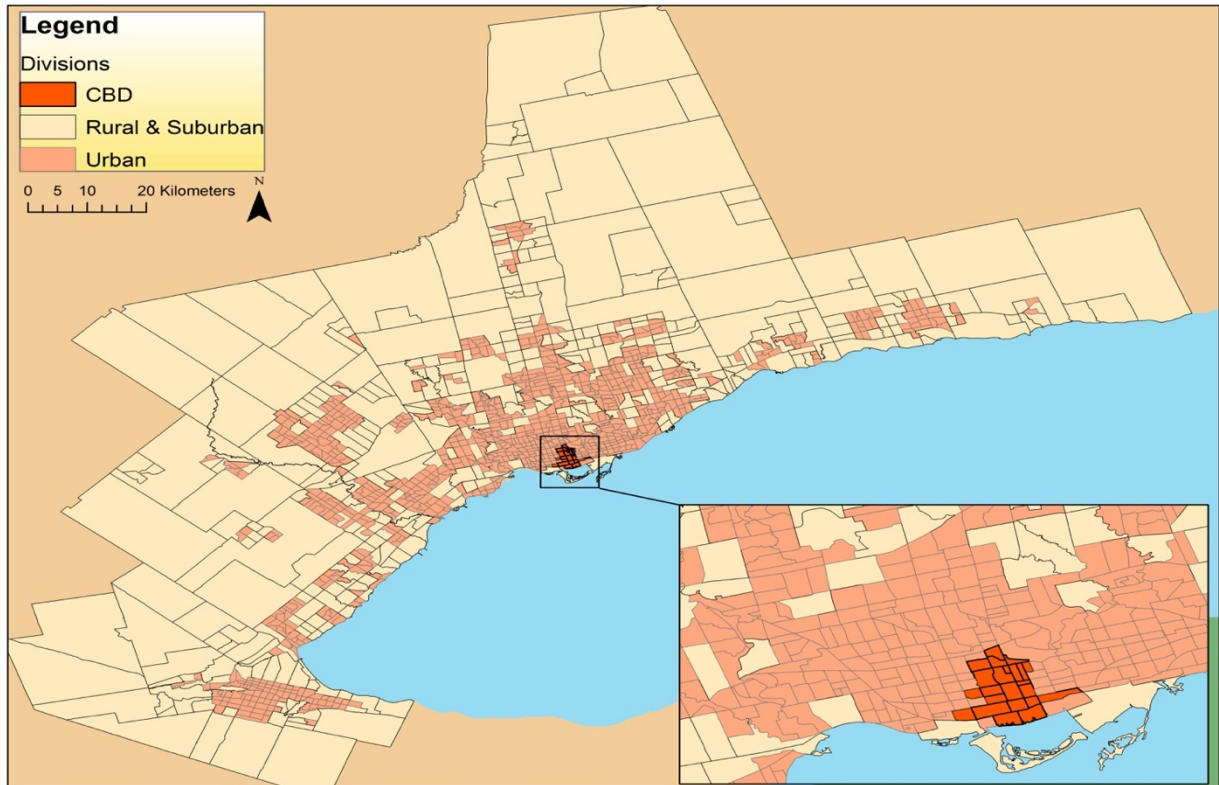 Legend
Divisions
CBD
Rural & Suburban
Urban
0 5 10 20 Kilometers
N